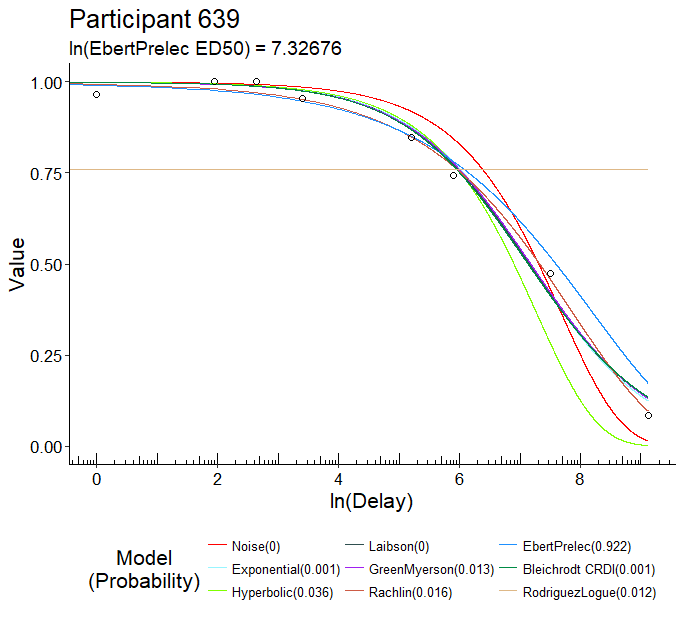 Participant 639
ln(EbertPrelec ED50) = 7.32676
1.00
0.75
0.50
0.25
0.00
Value
0 2 4 6 8
ln(Delay)
Model
(Probability)
Noise(0) Laibson(0) EbertPrelec(0.922)
Exponential(0.001) GreenMyerson(0.013) Bleichrodt CRDI(0.001)
Hyperbolic(0.036) Rachlin(0.016) RodriguezLogue(0.012)